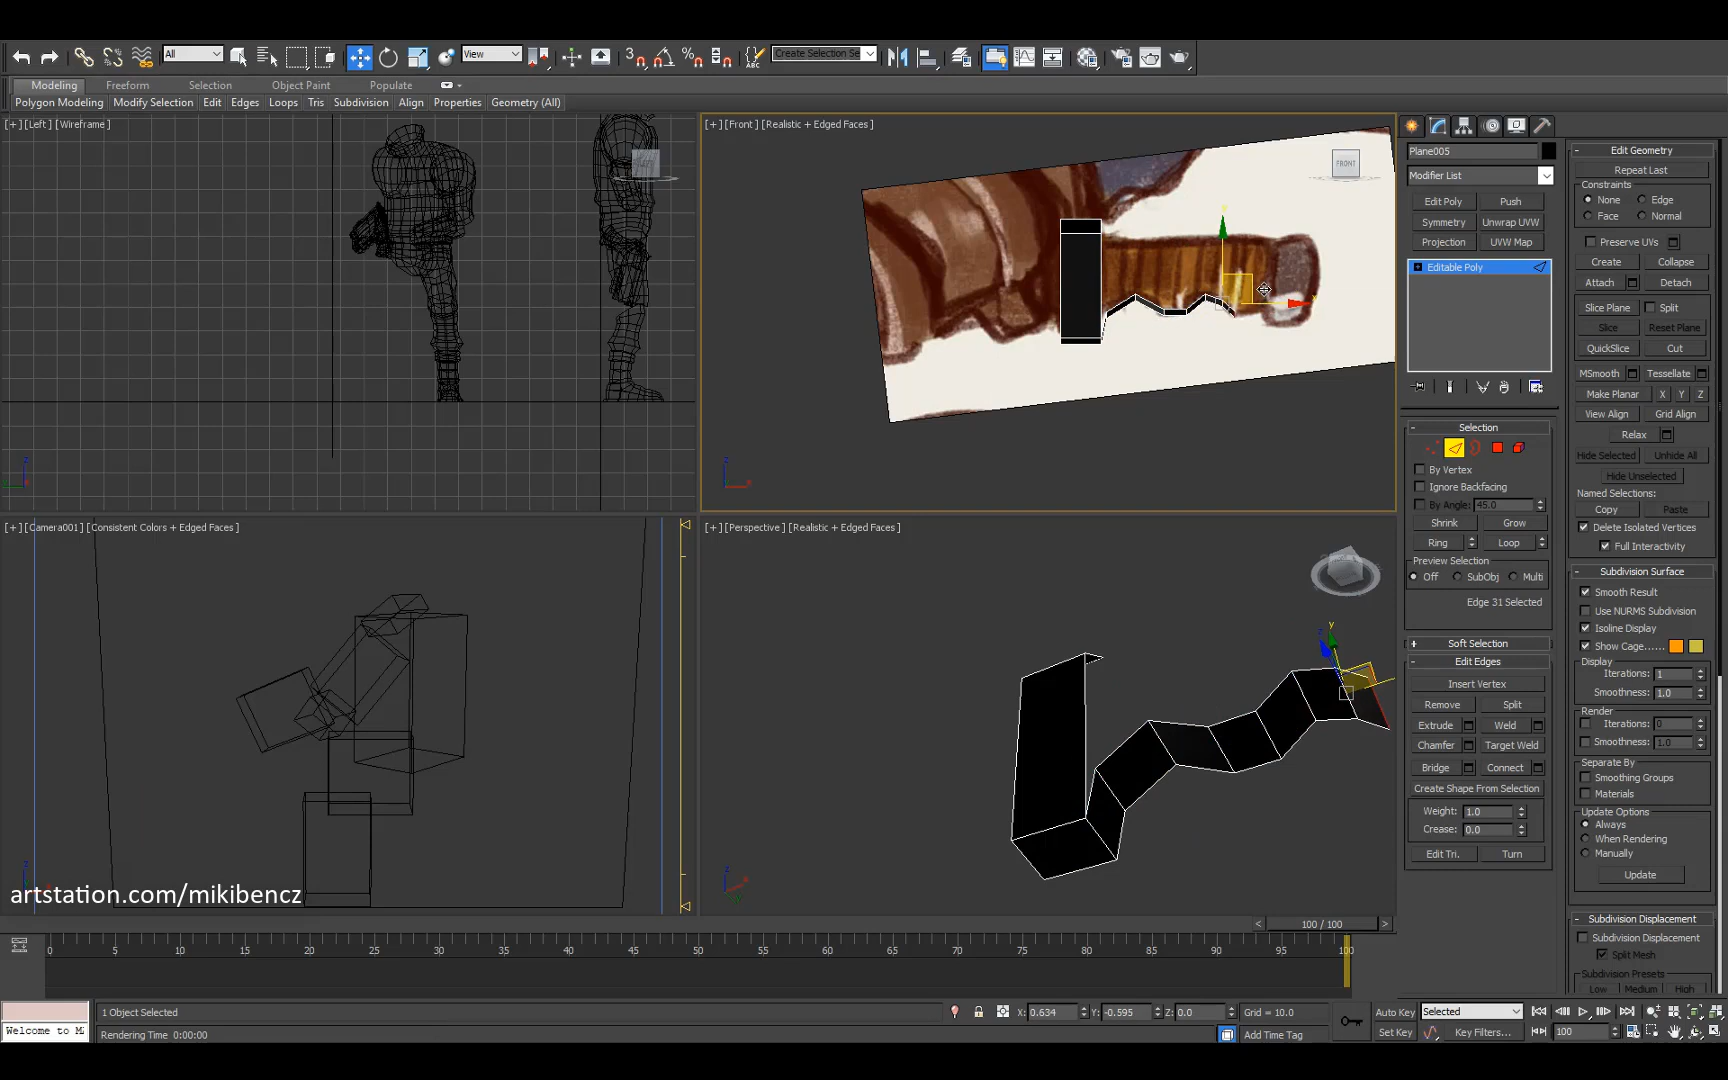 All
View
Create Selection Se
Modeling Freeform Selection Object Paint Populate
Polygon Modeling Modify Selection Edit Edges Loops Tris Subdivision Align Properties Geometry (All)
[+] [Left] [Wireframe]
[+] [Front] [Realistic + Edged Faces]
FRONT
[+] [Camera001] [Consistent Colors + Edged Faces]
[+] [Perspective] [Realistic + Edged Faces]
artstation.com/mikibencz
Plane005
Modifier List
Edit Poly Push
Symmetry Unwrap UVW
Projection UVW Map
Editable Poly
Selection
By Vertex
Ignore Backfacing
By Angle: 45.0
Shrink Grow
Ring Loop
Preview Selection
Off SubObj Multi
Edge 31 Selected
Soft Selection
Edit Edges
Insert Vertex
Remove Split
Extrude Weld
Chamfer Target Weld
Bridge Connect
Create Shape From Selection
Weight: 1.0
Crease: 0.0
Edit Tri. Turn
Edit Geometry
Repeat Last
Constraints
None Edge
Face Normal
Preserve UVs
Create Collapse
Attach Detach
Slice Plane Split
Slice Reset Plane
QuickSlice Cut
MSmooth Tessellate
Make Planar X Y Z
View Align Grid Align
Relax
Hide Selected Unhide All
Hide Unselected
Named Selections:
Copy Paste
Delete Isolated Vertices
Full Interactivity
Subdivision Surface
Smooth Result
Use NURMS Subdivision
Isoline Display
Show Cage......
Display
Iterations: 1
Smoothness: 1.0
Render
Iterations: 0
Smoothness: 1.0
Separate By
Smoothing Groups
Materials
Update Options
Always
When Rendering
Manually
Update
Subdivision Displacement
Subdivision Displacement
Split Mesh
Subdivision Presets
Low Medium High
< 100 / 100 >
0 5 10 15 20 25 30 35 40 45 50 55 60 65 70 75 80 85 90 95 100
1 Object Selected
X: 0.634 Y: -0.595 Z: 0.0 Grid = 10.0
Auto Key Selected
Rendering Time 0:00:00
Add Time Tag
Set Key Key Filters... 100